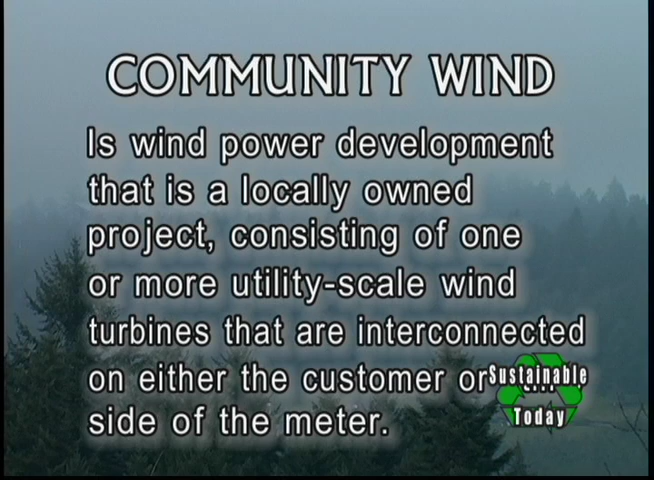 COMMUNITY WIND
Is wind power development
that is a locally owned
project, consisting of one
or more utility-scale wind
turbines that are interconnected
on either the customer or
side of the meter.
Sustainable
Today